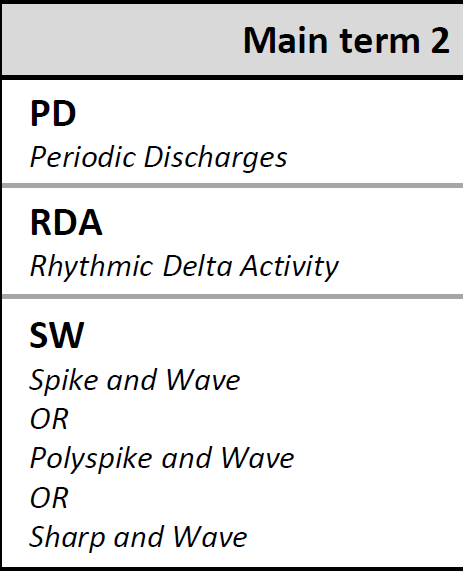 Main term 2
PD
Periodic Discharges
RDA
Rhythmic Delta Activity
SW
Spike and Wave
OR
Polyspike and Wave
OR
Sharp and Wave